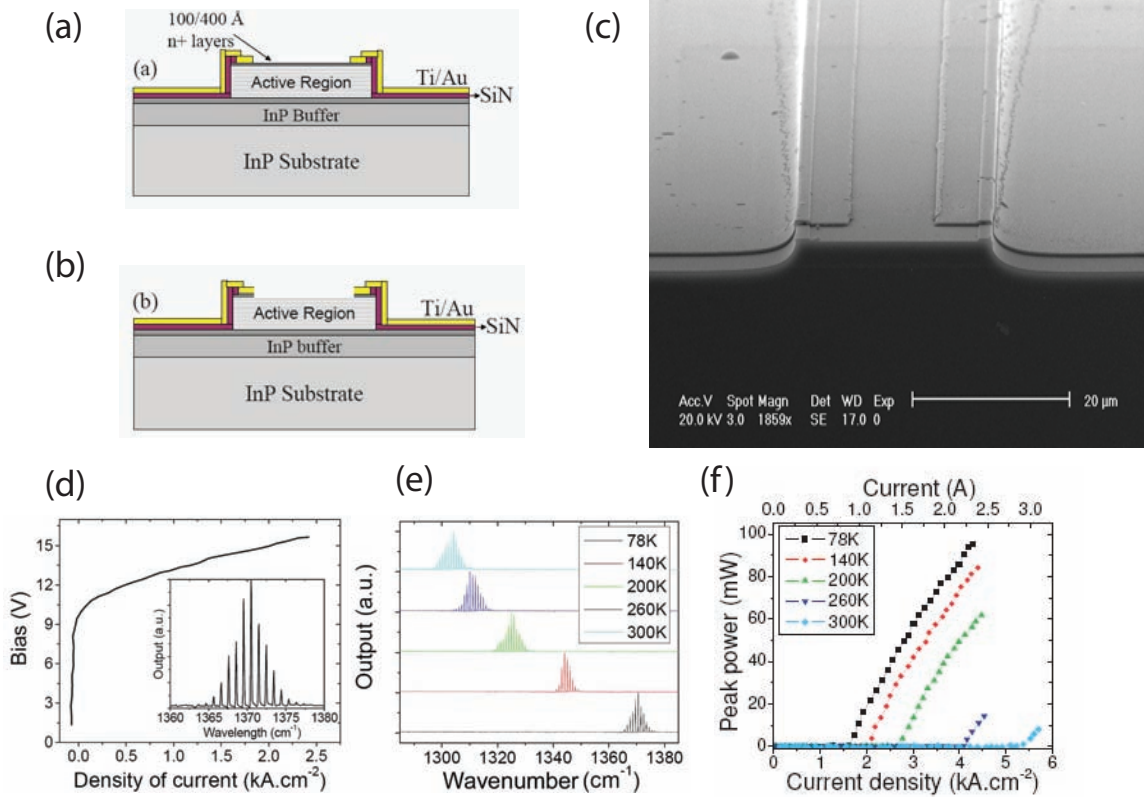 (a)
100/400 Å
n+ layers
(a)
Active Region
Ti/Au
SiN
InP Buffer
InP Substrate
(b)
(b)
Active Region
Ti/Au
SiN
InP buffer
InP Substrate
(c)
Acc.V Spot Magn Det WD Exp
20.0 kV 3.0 1859x SE 17.0 0
20 µm
(d)
Bias (V)
15
12
9
6
3
0
Output (a.u.)
1360 1365 1370 1375 1380
Wavelength (cm⁻¹)
0.0 0.5 1.0 1.5 2.0 2.5
Density of current (kA.cm⁻²)
(e)
Output (a.u.)
78K
140K
200K
260K
300K
1300 1320 1340 1360 1380
Wavenumber (cm⁻¹)
(f)
Current (A)
0.0 0.5 1.0 1.5 2.0 2.5 3.0
Peak power (mW)
100
80
60
40
20
0
78K
140K
200K
260K
300K
0 1 2 3 4 5 6
Current density (kA.cm⁻²)